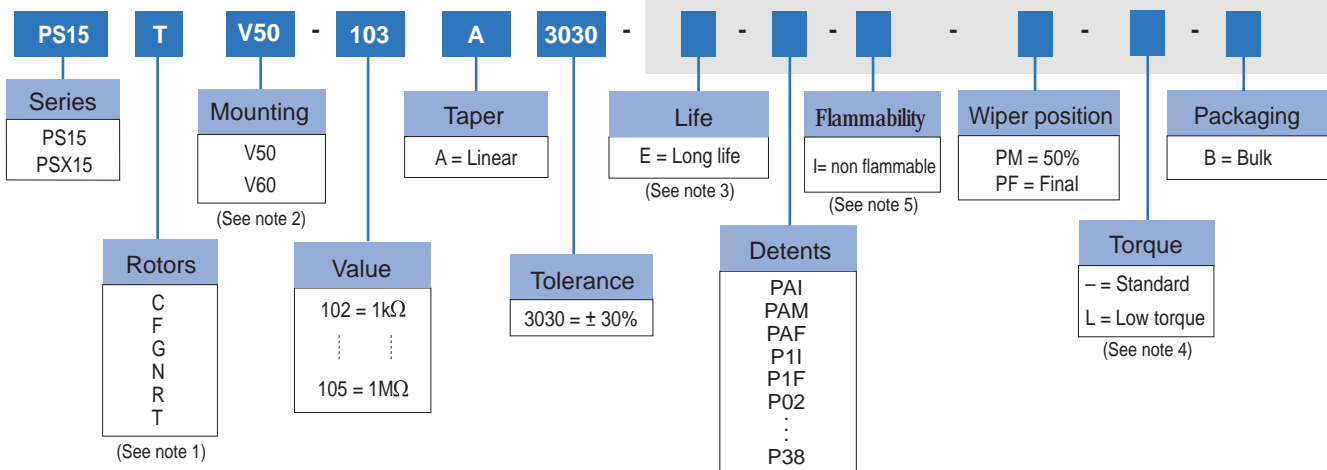 PS15 T V50 - 103 A 3030 - - - - - -
Series
PS15
PSX15
Mounting
V50
V60
(See note 2)
Taper
A = Linear
Life
E = Long life
(See note 3)
Flammability
I= non flammable
(See note 5)
Wiper position
PM = 50%
PF = Final
Packaging
B = Bulk
Rotors
C
F
G
N
R
T
(See note 1)
Value
102 = 1kΩ
105 = 1MΩ
Tolerance
3030 = ± 30%
Detents
PAI
PAM
PAF
P1I
P1F
P02
:
:
P38
Torque
– = Standard
L = Low torque
(See note 4)